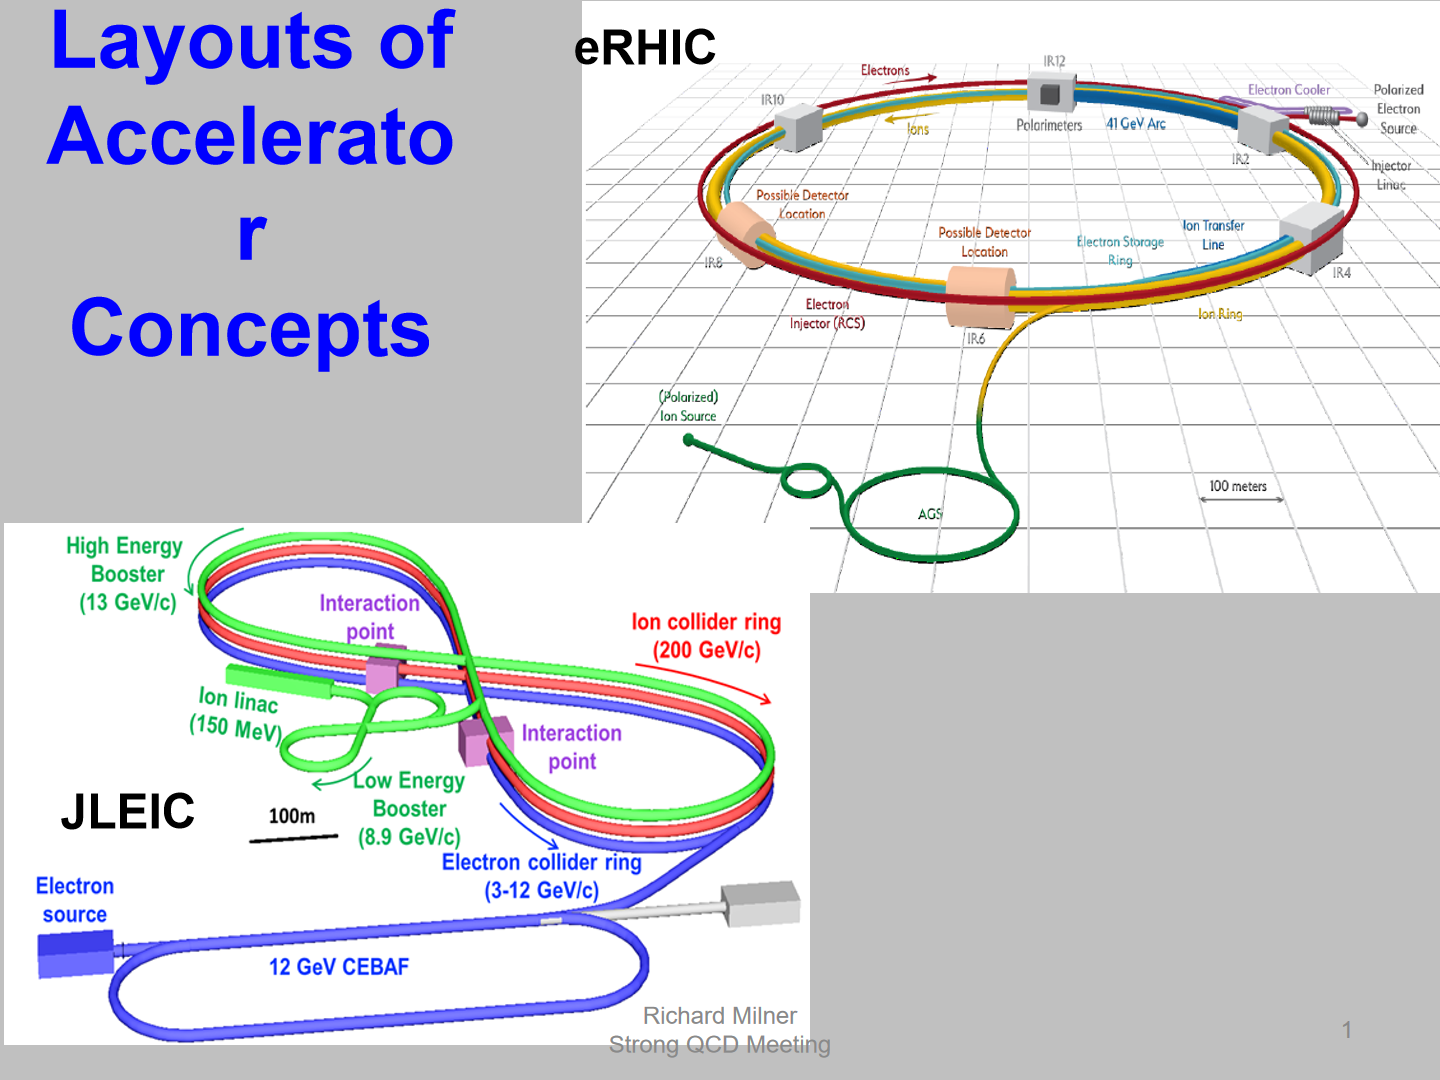 Layouts of
Accelerato
r
Concepts
eRHIC
Electrons
IR12
IR10
Ions
Polarimeters
41 GeV Arc
Electron Cooler
Polarized
Electron
Source
IR2
Injector
Linac
Possible Detector
Location
Possible Detector
Location
Electron Storage
Ring
Ion Transfer
Line
IR8
IR4
Electron
Injector (RCS)
IR6
Ion Ring
(Polarized)
Ion Source
AGS
100 meters
High Energy
Booster
(13 GeV/c)
Interaction
point
Ion collider ring
(200 GeV/c)
Ion linac
(150 MeV)
Interaction
point
Low Energy
Booster
(8.9 GeV/c)
JLEIC
100m
Electron collider ring
(3-12 GeV/c)
Electron
source
12 GeV CEBAF
Richard Milner
Strong QCD Meeting
1